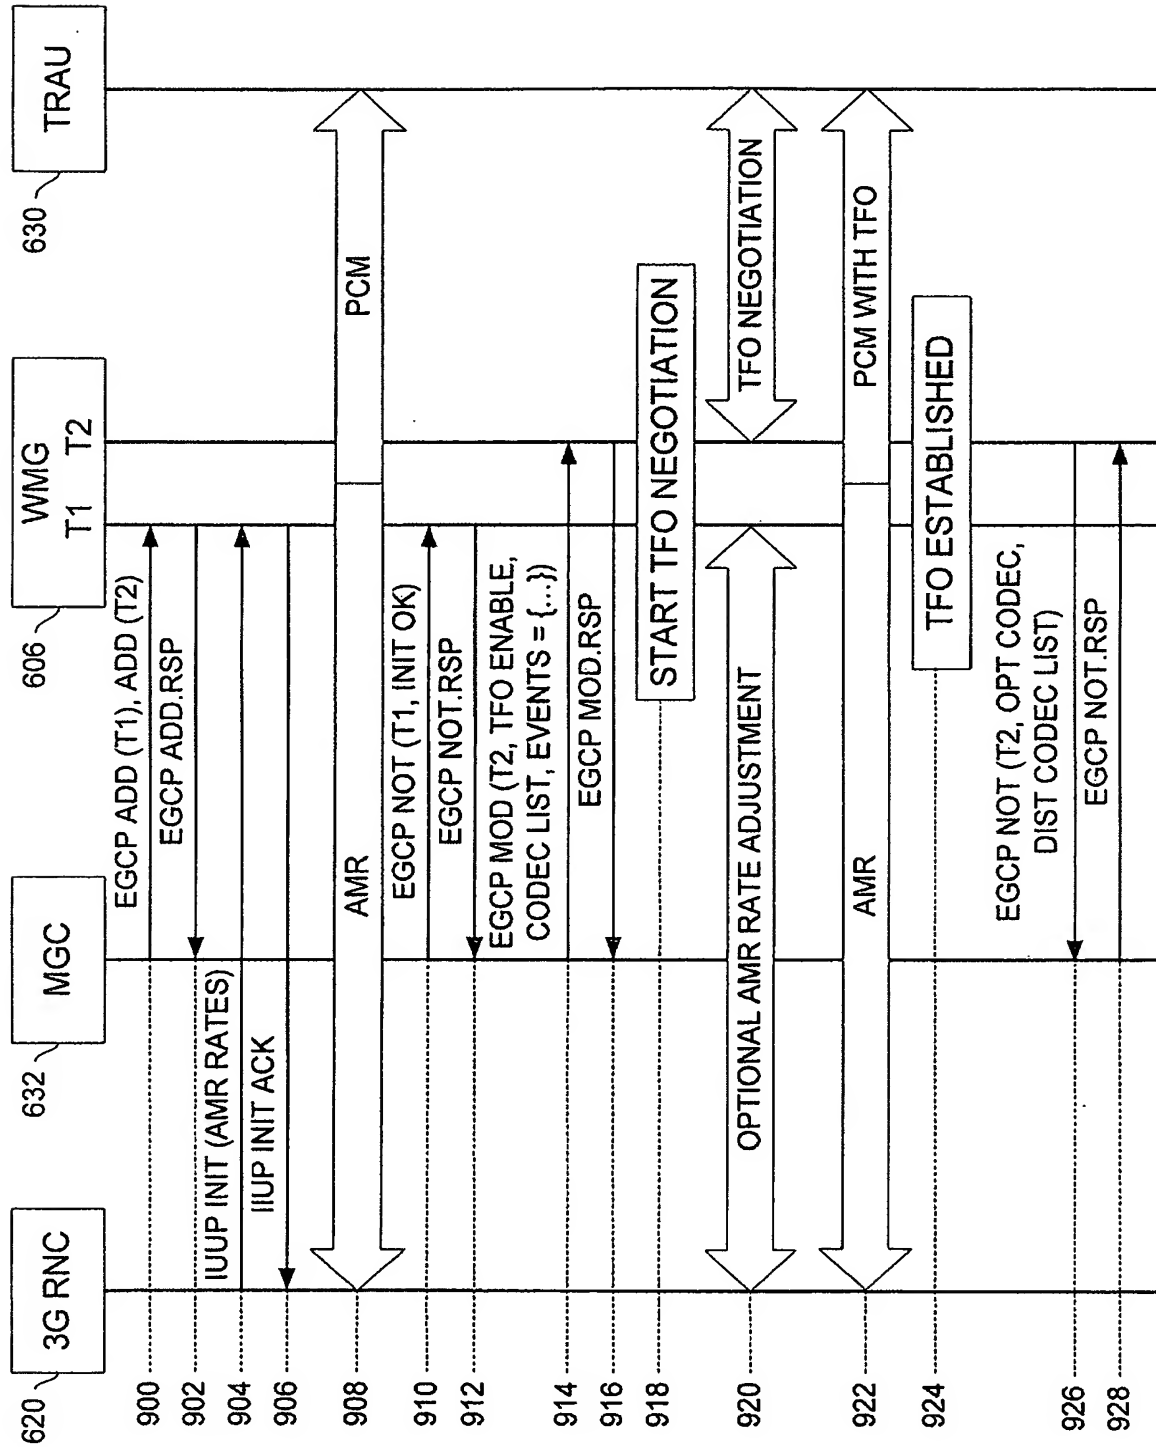 620
3G RNC
632
MGC
606
WMG
T1 T2
630
TRAU
900
EGCP ADD (T1), ADD (T2)
902
EGCP ADD.RSP
904
IUUP INIT (AMR RATES)
906
IIUP INIT ACK
908
AMR
PCM
910
EGCP NOT (T1, INIT OK)
912
EGCP NOT.RSP
914
EGCP MOD (T2, TFO ENABLE,
CODEC LIST, EVENTS = {...})
916
EGCP MOD.RSP
918
START TFO NEGOTIATION
920
OPTIONAL AMR RATE ADJUSTMENT
TFO NEGOTIATION
922
AMR
PCM WITH TFO
924
TFO ESTABLISHED
926
EGCP NOT (T2, OPT CODEC,
DIST CODEC LIST)
928
EGCP NOT.RSP